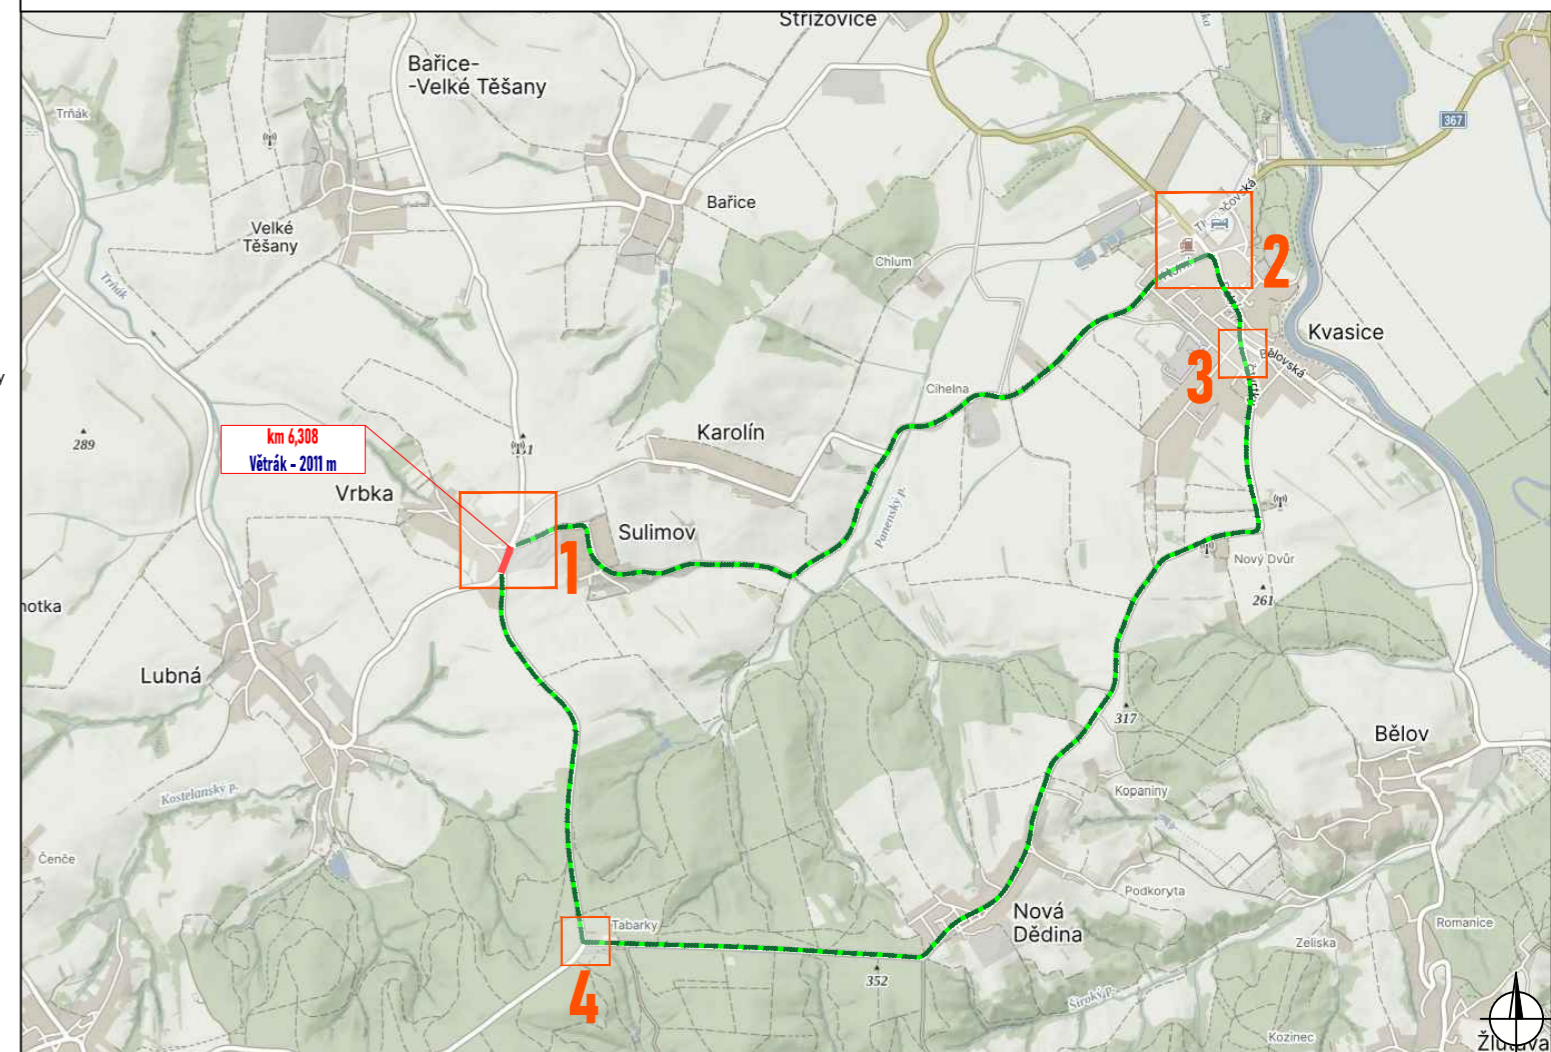 Střížovice
Bařice-
-Velké Těšany
Trňák
367
Bařice
Velké
Těšany
Chlum
2
Trňák
Kvasice
3
Bělovská
Cihelna
289
km 6,308
Větrák - 2011 m
Karolín
Vrbka
Panenský p.
Sulimov
1
Nový Dvůr
261
Lubná
317
Bělov
Kostelanský p.
Kopaniny
Čenče
Podkoryta
Nová
Dědina
Tabarky
Romanice
Zeliska
352
4
Široký p.
Kozinec